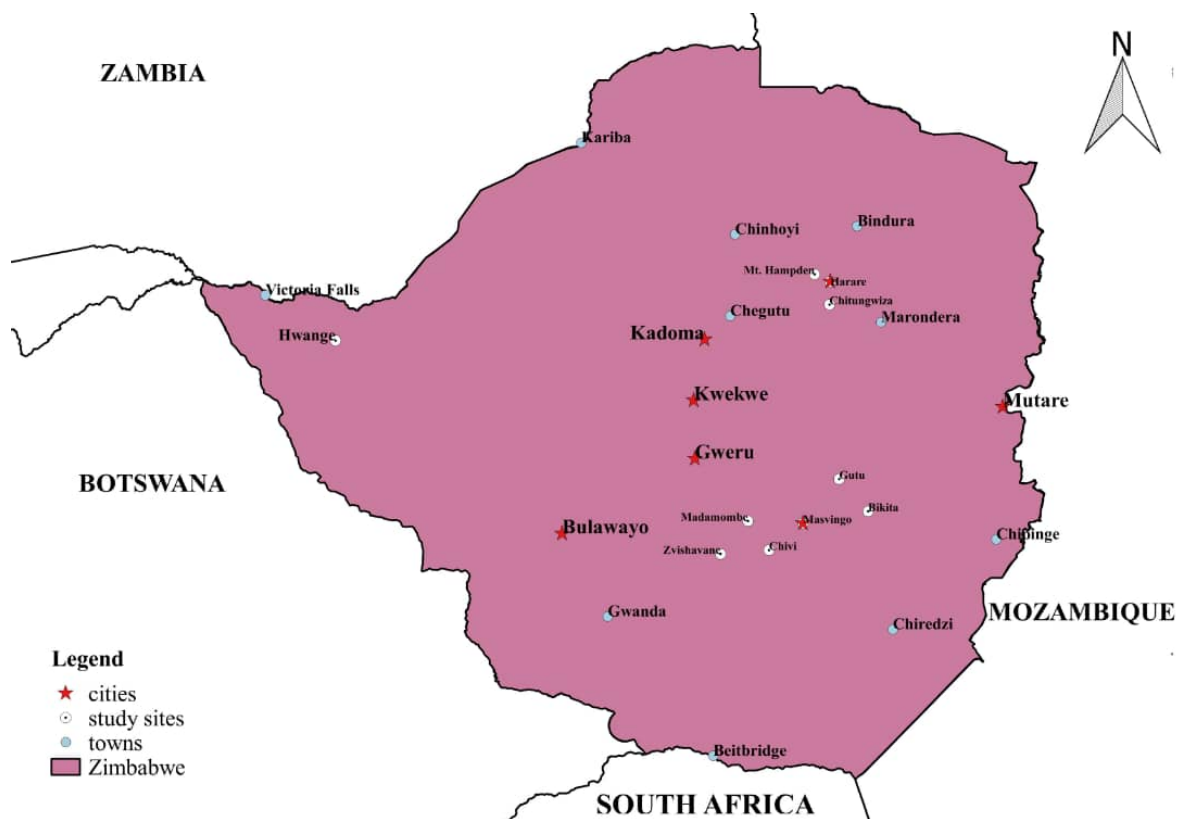 N
ZAMBIA
Kariba
Chinhoyi
Bindura
Mt. Hampden
Harare
Victoria Falls
Chitungwiza
Chegutu
Marondera
Hwange
Kadoma
Kwekwe
Mutare
Gweru
BOTSWANA
Gutu
Bikita
Madamombe
Masvingo
Bulawayo
Chipinge
Zvishavane
Chivi
Gwanda
MOZAMBIQUE
Chiredzi
Legend
cities
study sites
towns
Zimbabwe
Beitbridge
SOUTH AFRICA